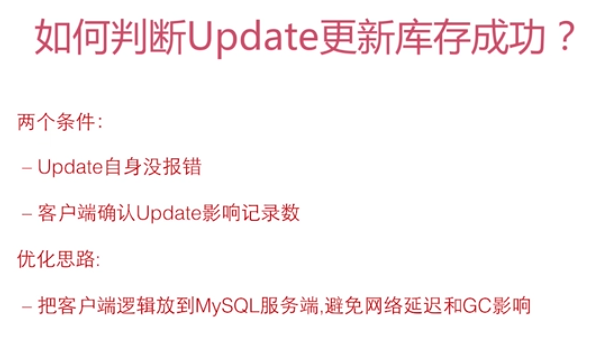 如何判断Update更新库存成功？
两个条件：
– Update自身没报错
– 客户端确认Update影响记录数
优化思路:
– 把客户端逻辑放到MySQL服务端,避免网络延迟和GC影响